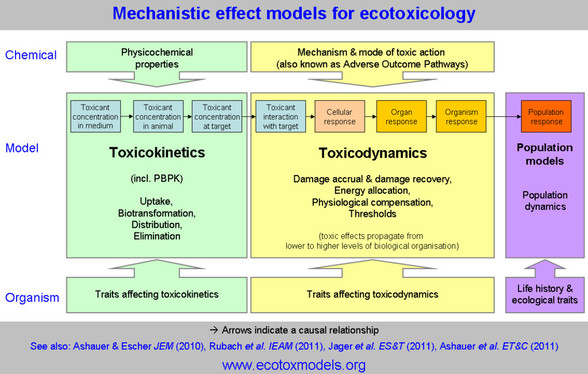 Mechanistic effect models for ecotoxicology
Chemical
Physicochemical
properties
Mechanism & mode of toxic action
(also known as Adverse Outcome Pathways)
Model
Toxicant
concentration
in medium
Toxicant
concentration
in animal
Toxicant
concentration
at target
Toxicant
interaction
with target
Cellular
response
Organ
response
Organism
response
Population
response
Toxicokinetics
(incl. PBPK)
Uptake,
Biotransformation,
Distribution,
Elimination
Toxicodynamics
Damage accrual & damage recovery,
Energy allocation,
Physiological compensation,
Thresholds
(toxic effects propagate from
lower to higher levels of biological organisation)
Population
models
Population
dynamics
Organism
Traits affecting toxicokinetics
Traits affecting toxicodynamics
Life history &
ecological traits
→ Arrows indicate a causal relationship
See also: Ashauer & Escher JEM (2010), Rubach et al. IEAM (2011), Jager et al. ES&T (2011), Ashauer et al. ET&C (2011)
www.ecotoxmodels.org